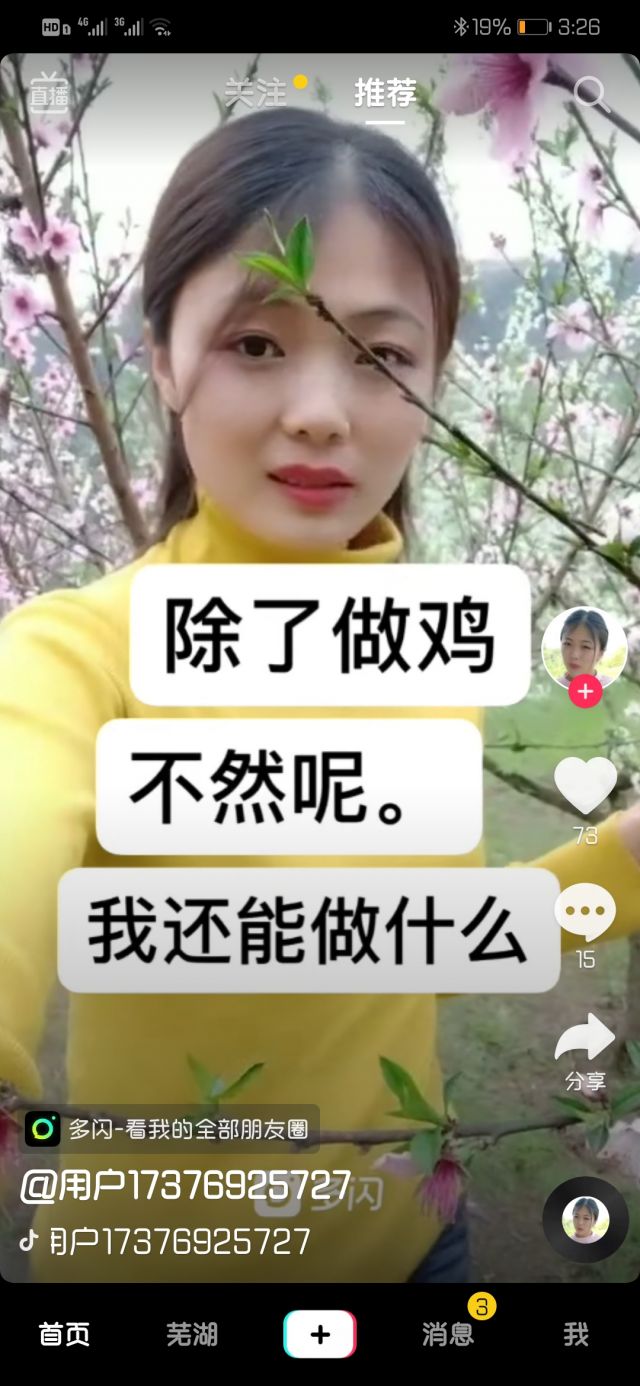 HD 1 4G 3G 19% 3:26
直播 关注 推荐
除了做鸡
不然呢。
我还能做什么
73
15
分享
多闪-看我的全部朋友圈
@用户17376925727
多闪
用户17376925727
3
首页 芜湖 消息 我